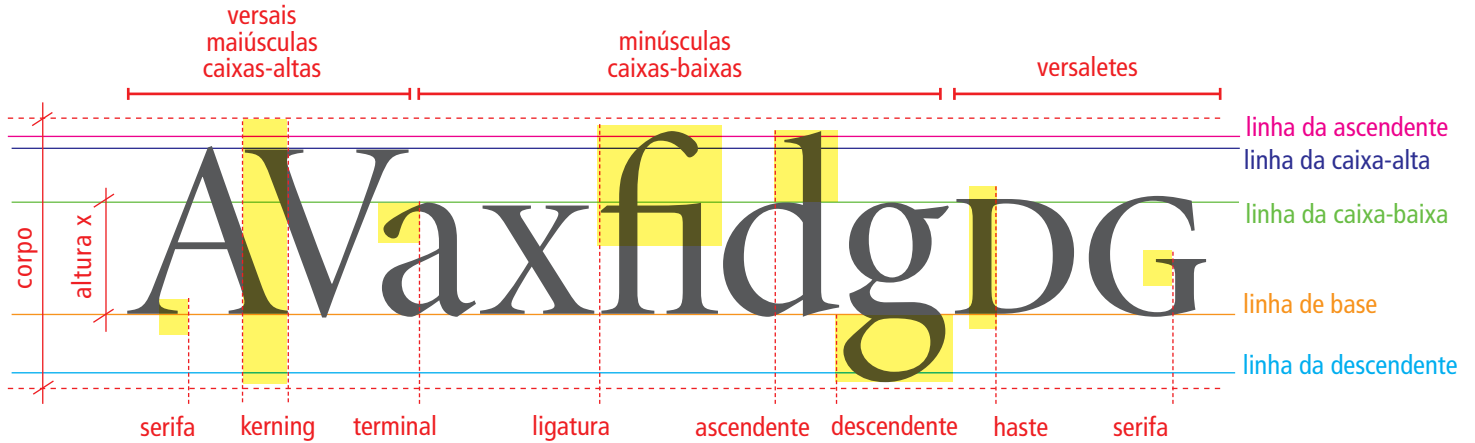 versais
maiúsculas
caixas-altas
minúsculas
caixas-baixas
versaletes
linha da ascendente
linha da caixa-alta
linha da caixa-baixa
linha de base
linha da descendente
corpo
altura x
AVaxfidgDG
serifa kerning terminal ligatura ascendente descendente haste serifa